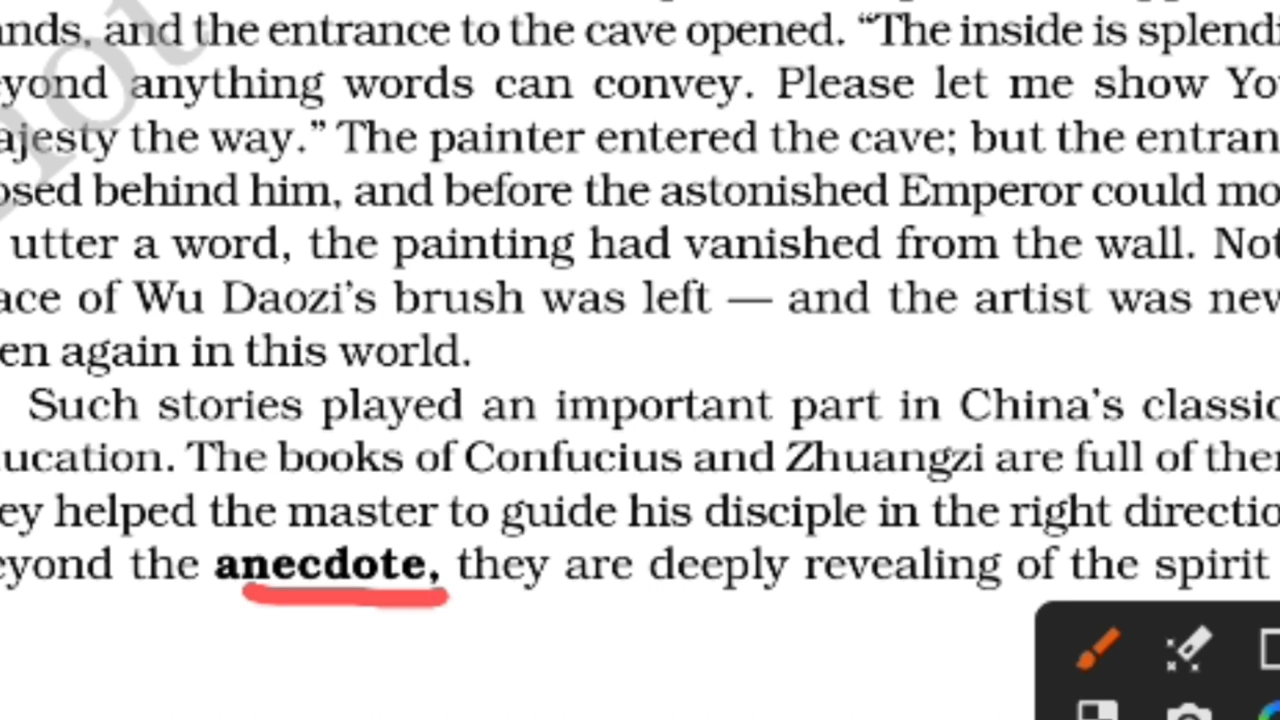 nds, and the entrance to the cave opened. “The inside is splend
yond anything words can convey. Please let me show Yo
ajesty the way.” The painter entered the cave; but the entran
osed behind him, and before the astonished Emperor could mo
utter a word, the painting had vanished from the wall. Not
ace of Wu Daozi’s brush was left — and the artist was nev
en again in this world.
Such stories played an important part in China’s classic
ucation. The books of Confucius and Zhuangzi are full of the
ey helped the master to guide his disciple in the right directio
eyond the anecdote, they are deeply revealing of the spirit